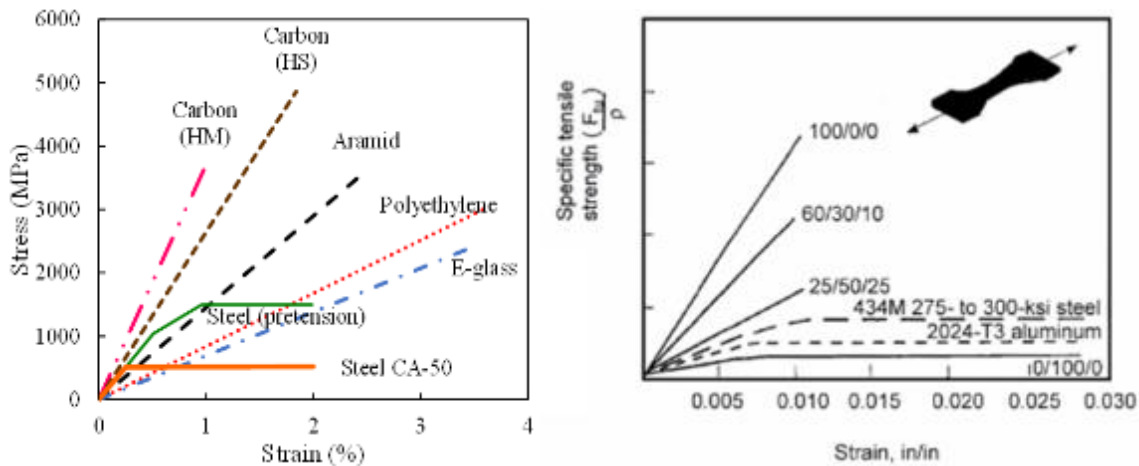 6000
5000
4000
3000
2000
1000
0
Stress (MPa)
Carbon
(HS)
Carbon
(HM)
Aramid
Polyethylene
E-glass
Steel (pretension)
Steel CA-50
0 1 2 3 4
Strain (%)
Specific tensile
strength (Ftu)
ρ
100/0/0
60/30/10
25/50/25
434M 275- to 300-ksi steel
2024-T3 aluminum
10/100/0
0.005 0.010 0.015 0.020 0.025 0.030
Strain, in/in